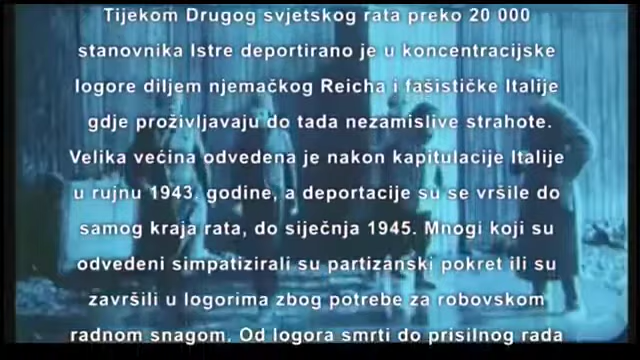 Tijekom Drugog svjetskog rata preko 20 000
stanovnika Istre deportirano je u koncentracijske
logore diljem njemačkog Reicha i fašističke Italije
gdje proživljavaju do tada nezamislive strahote.
Velika većina odvedena je nakon kapitulacije Italije
u rujnu 1943. godine, a deportacije su se vršile do
samog kraja rata, do siječnja 1945. Mnogi koji su
odvedeni simpatizirali su partizanski pokret ili su
završili u logorima zbog potrebe za robovskom
radnom snagom. Od logora smrti do prisilnog rada